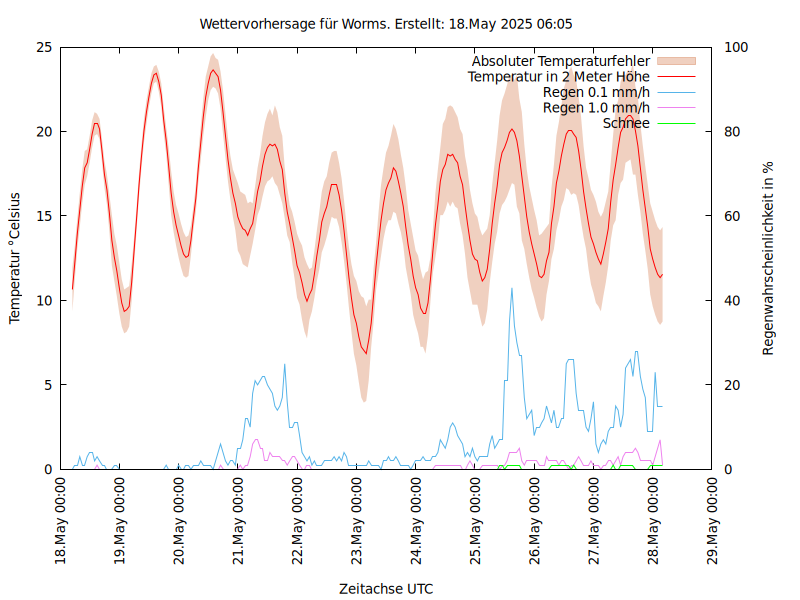 Wettervorhersage für Worms. Erstellt: 18.May 2025 06:05
25
20
15
10
5
0
100
80
60
40
20
0
Temperatur °Celsius
Regenwahrscheinlichkeit in %
Absoluter Temperaturfehler
Temperatur in 2 Meter Höhe
Regen 0.1 mm/h
Regen 1.0 mm/h
Schnee
18.May 00:00
19.May 00:00
20.May 00:00
21.May 00:00
22.May 00:00
23.May 00:00
24.May 00:00
25.May 00:00
26.May 00:00
27.May 00:00
28.May 00:00
29.May 00:00
Zeitachse UTC